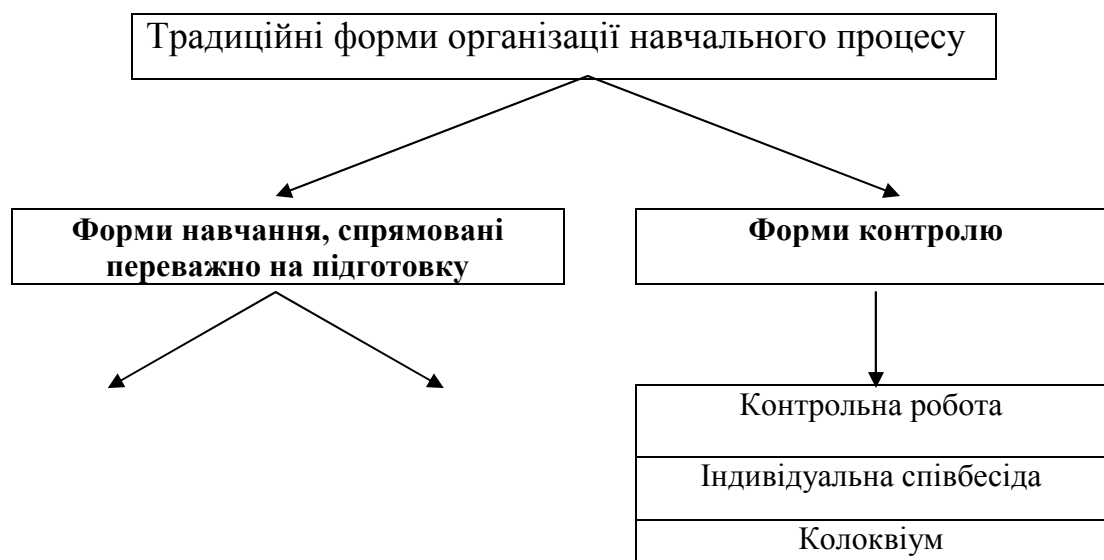 Традиційні форми організації навчального процесу
Форми навчання, спрямовані
переважно на підготовку
Форми контролю
Контрольна робота
Індивідуальна співбесіда
Колоквіум